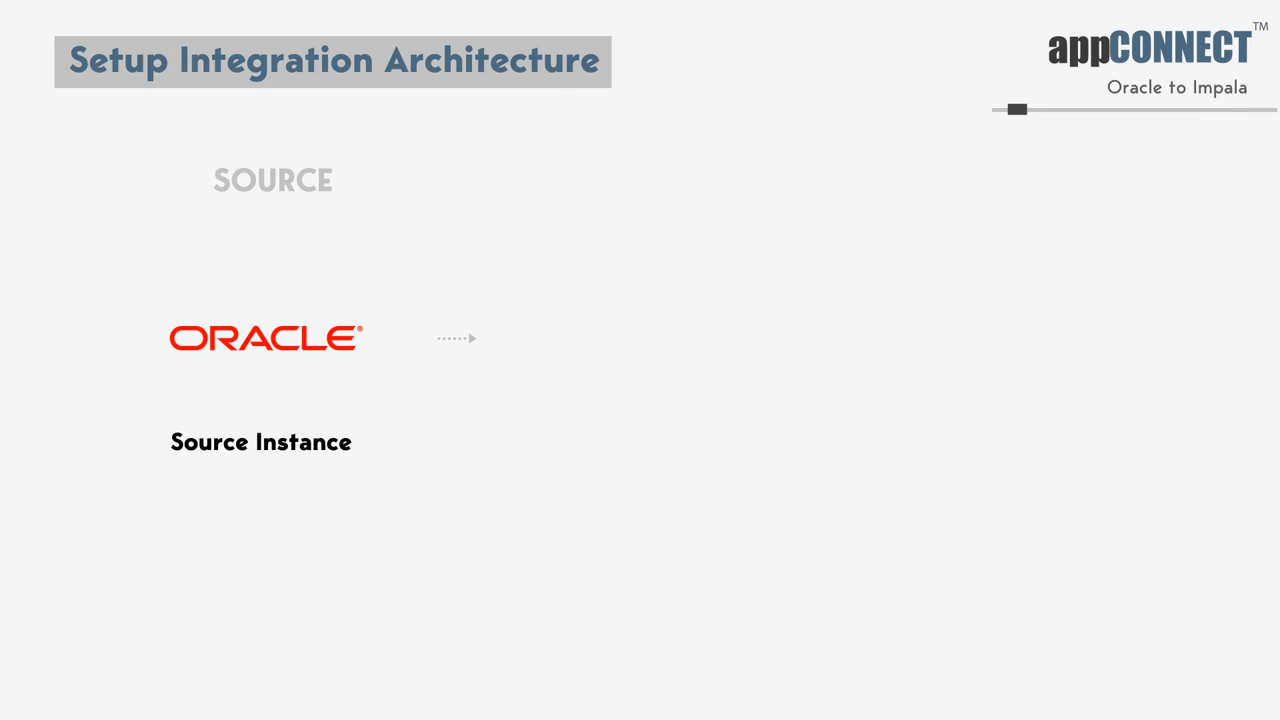 Setup Integration Architecture
appCONNECT™
Oracle to Impala
SOURCE
ORACLE®
Source Instance